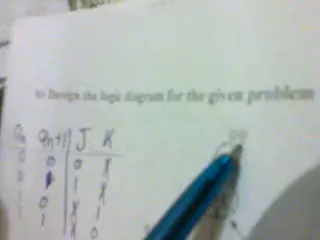 b) Design the logic diagram for the given problem
Qn Qn+1 J K
0 0 0 X
0 1 1 X
1 0 X 1
1 1 X 0
00